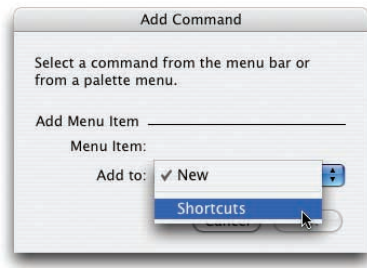 Add Command
Select a command from the menu bar or
from a palette menu.
Add Menu Item
Menu Item:
Add to: ✓ New
Shortcuts
Cancel